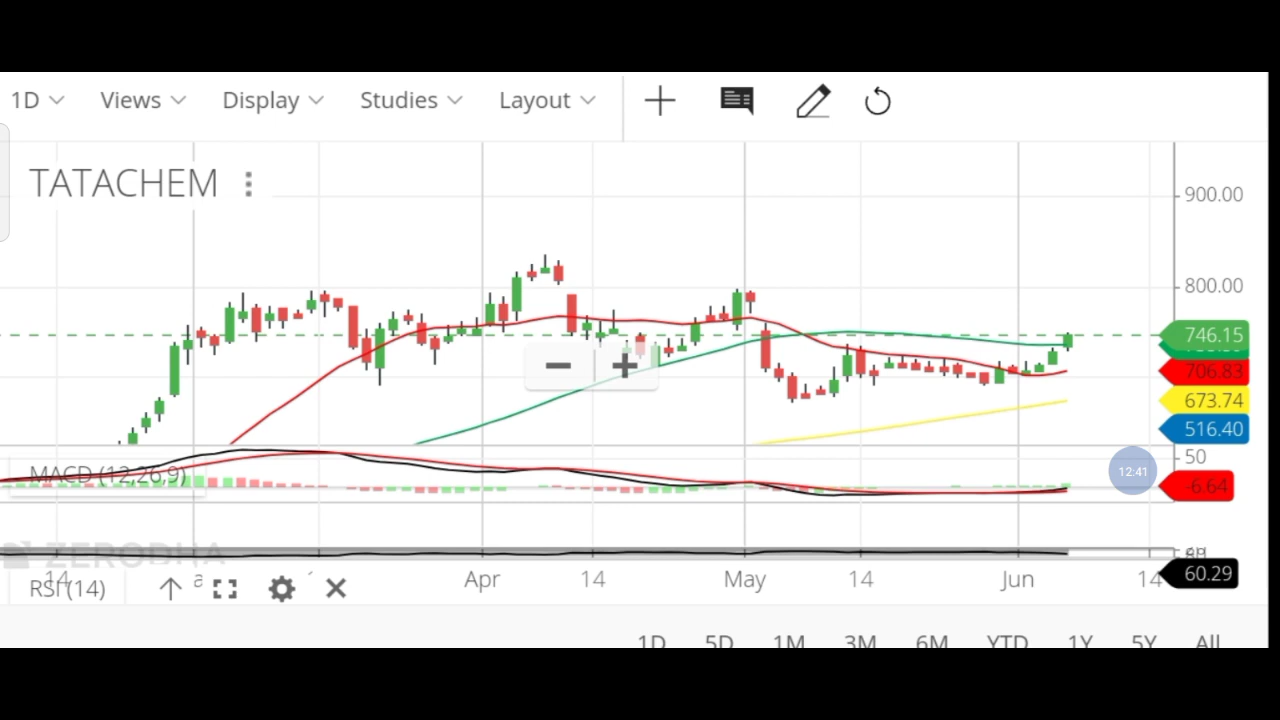 1D Views Display Studies Layout
TATACHEM
900.00
800.00
746.15
706.83
673.74
516.40
MACD (12,26,9)
50
12:41
-6.64
ZERODHA
14 Apr 14 May 14 Jun 14
RSI (14)
60.29
1D 5D 1M 3M 6M YTD 1Y 5Y All